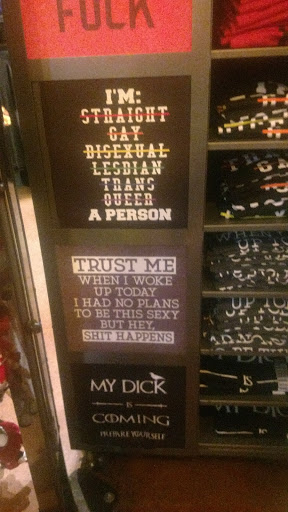 FUCK
I'M:
STRAIGHT
GAY
BISEXUAL
LESBIAN
TRANS
QUEER
A PERSON
TRUST ME
WHEN I WOKE
UP TODAY
I HAD NO PLANS
TO BE THIS SEXY
BUT HEY,
SHIT HAPPENS
MY DICK
IS
COMING
PREPARE YOURSELF